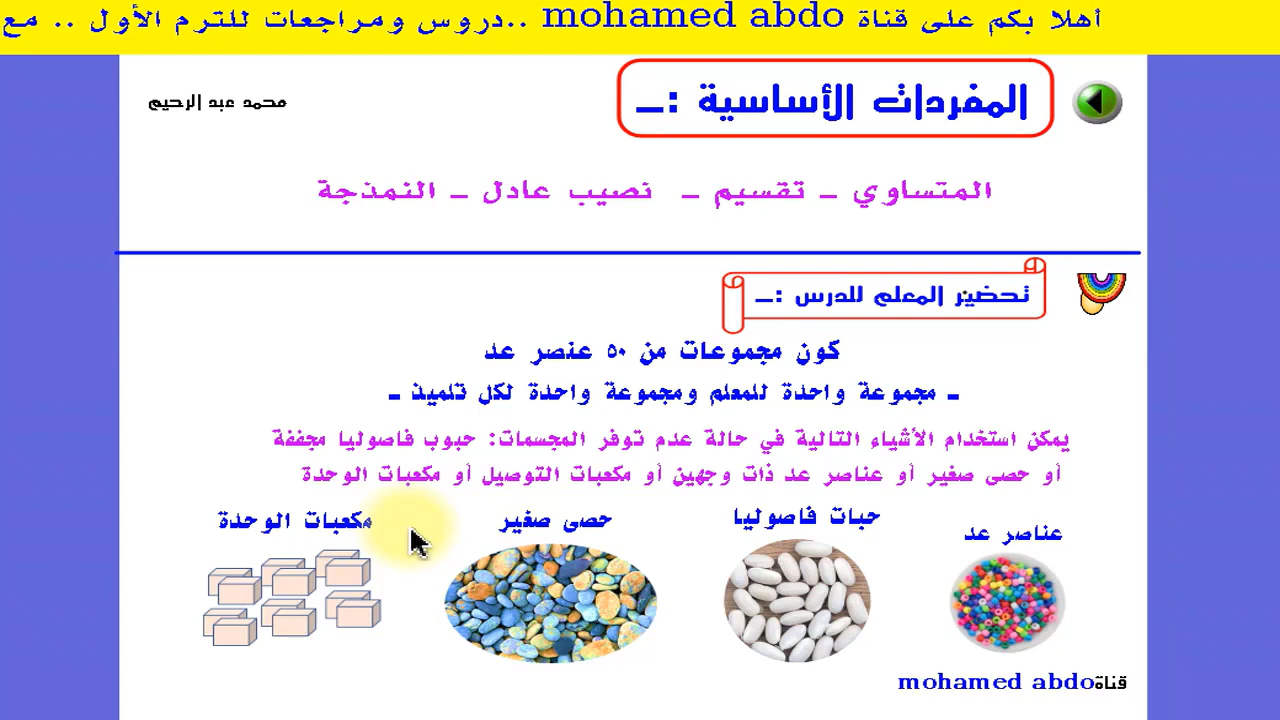 أهلا بكم على قناة mohamed abdo ..دروس ومراجعات للترم الأول .. مع
المفردات الأساسية :ـ
محمد عبد الرحيم
المتساوي ـ تقسيم ـ نصيب عادل ـ النمذجة
تحضير المعلم للدرس :ـ
كون مجموعات من ٥٠ عنصر عد
ـ مجموعة واحدة للمعلم ومجموعة واحدة لكل تلميذ ـ
يمكن استخدام الأشياء التالية في حالة عدم توفر المجسمات: حبوب فاصوليا مجففة
أو حصى صغير أو عناصر عد ذات وجهين أو مكعبات التوصيل أو مكعبات الوحدة
عناصر عد
حبات فاصوليا
حصى صغير
مكعبات الوحدة
قناة mohamed abdo